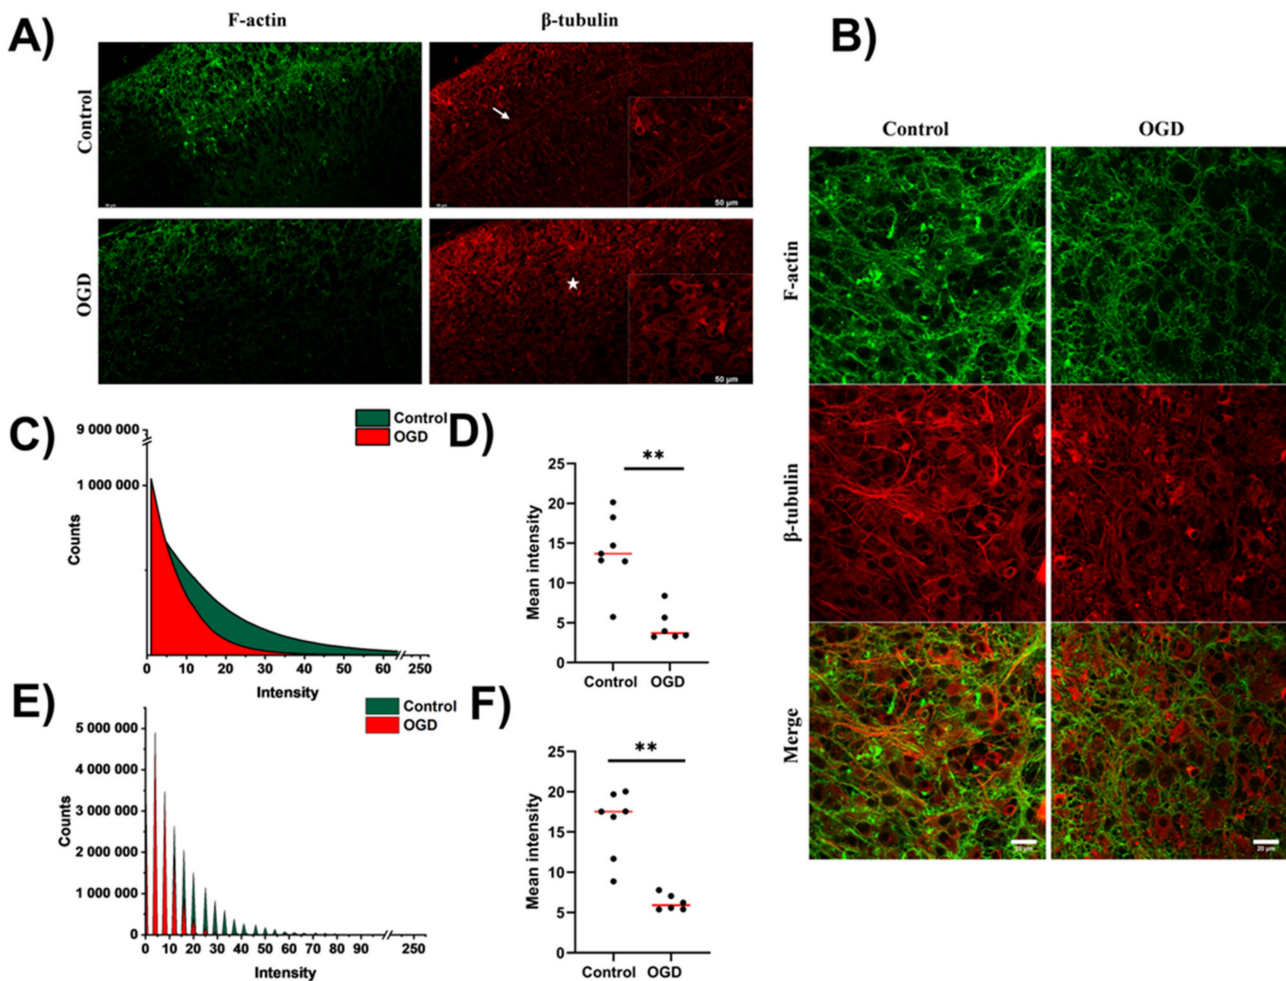 A)
F-actin
β-tubulin
Control
50 µm
OGD
50 µm
B)
Control
OGD
F-actin
β-tubulin
Merge
20 µm
20 µm
C)
Control
OGD
9 000 000
1 000 000
Counts
0 10 20 30 40 50 60 250
Intensity
D)
**
25
20
15
10
5
0
Mean intensity
Control OGD
E)
Control
OGD
5 000 000
4 000 000
3 000 000
2 000 000
1 000 000
0
Counts
0 10 20 30 40 50 60 70 80 90 250
Intensity
F)
**
25
20
15
10
5
0
Mean intensity
Control OGD